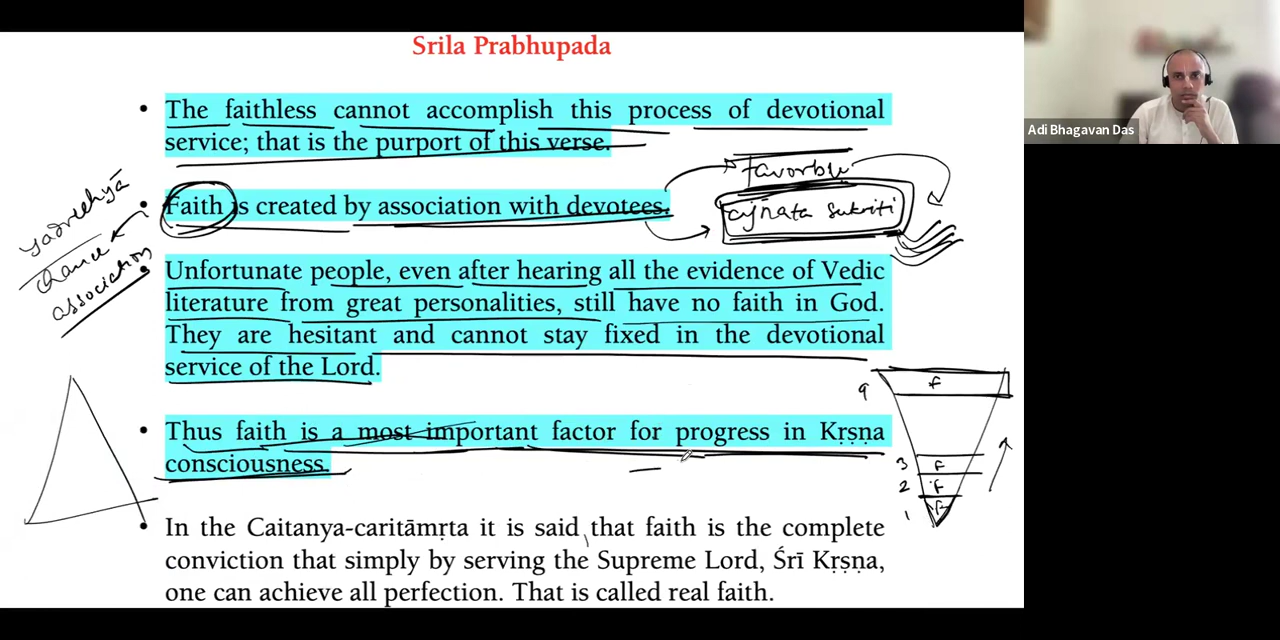 Srila Prabhupada
• The faithless cannot accomplish this process of devotional
service; that is the purport of this verse.
• Faith is created by association with devotees.
Favorble
ajñata sukriti
yadrcchyā
chance
association
Unfortunate people, even after hearing all the evidence of Vedic
literature from great personalities, still have no faith in God.
They are hesitant and cannot stay fixed in the devotional
service of the Lord.
• Thus faith is a most important factor for progress in Kṛṣṇa
consciousness.
• In the Caitanya-caritāmṛta it is said that faith is the complete
conviction that simply by serving the Supreme Lord, Śrī Kṛṣṇa,
one can achieve all perfection. That is called real faith.
9 F
3 F
2 F
1 F
Adi Bhagavan Das